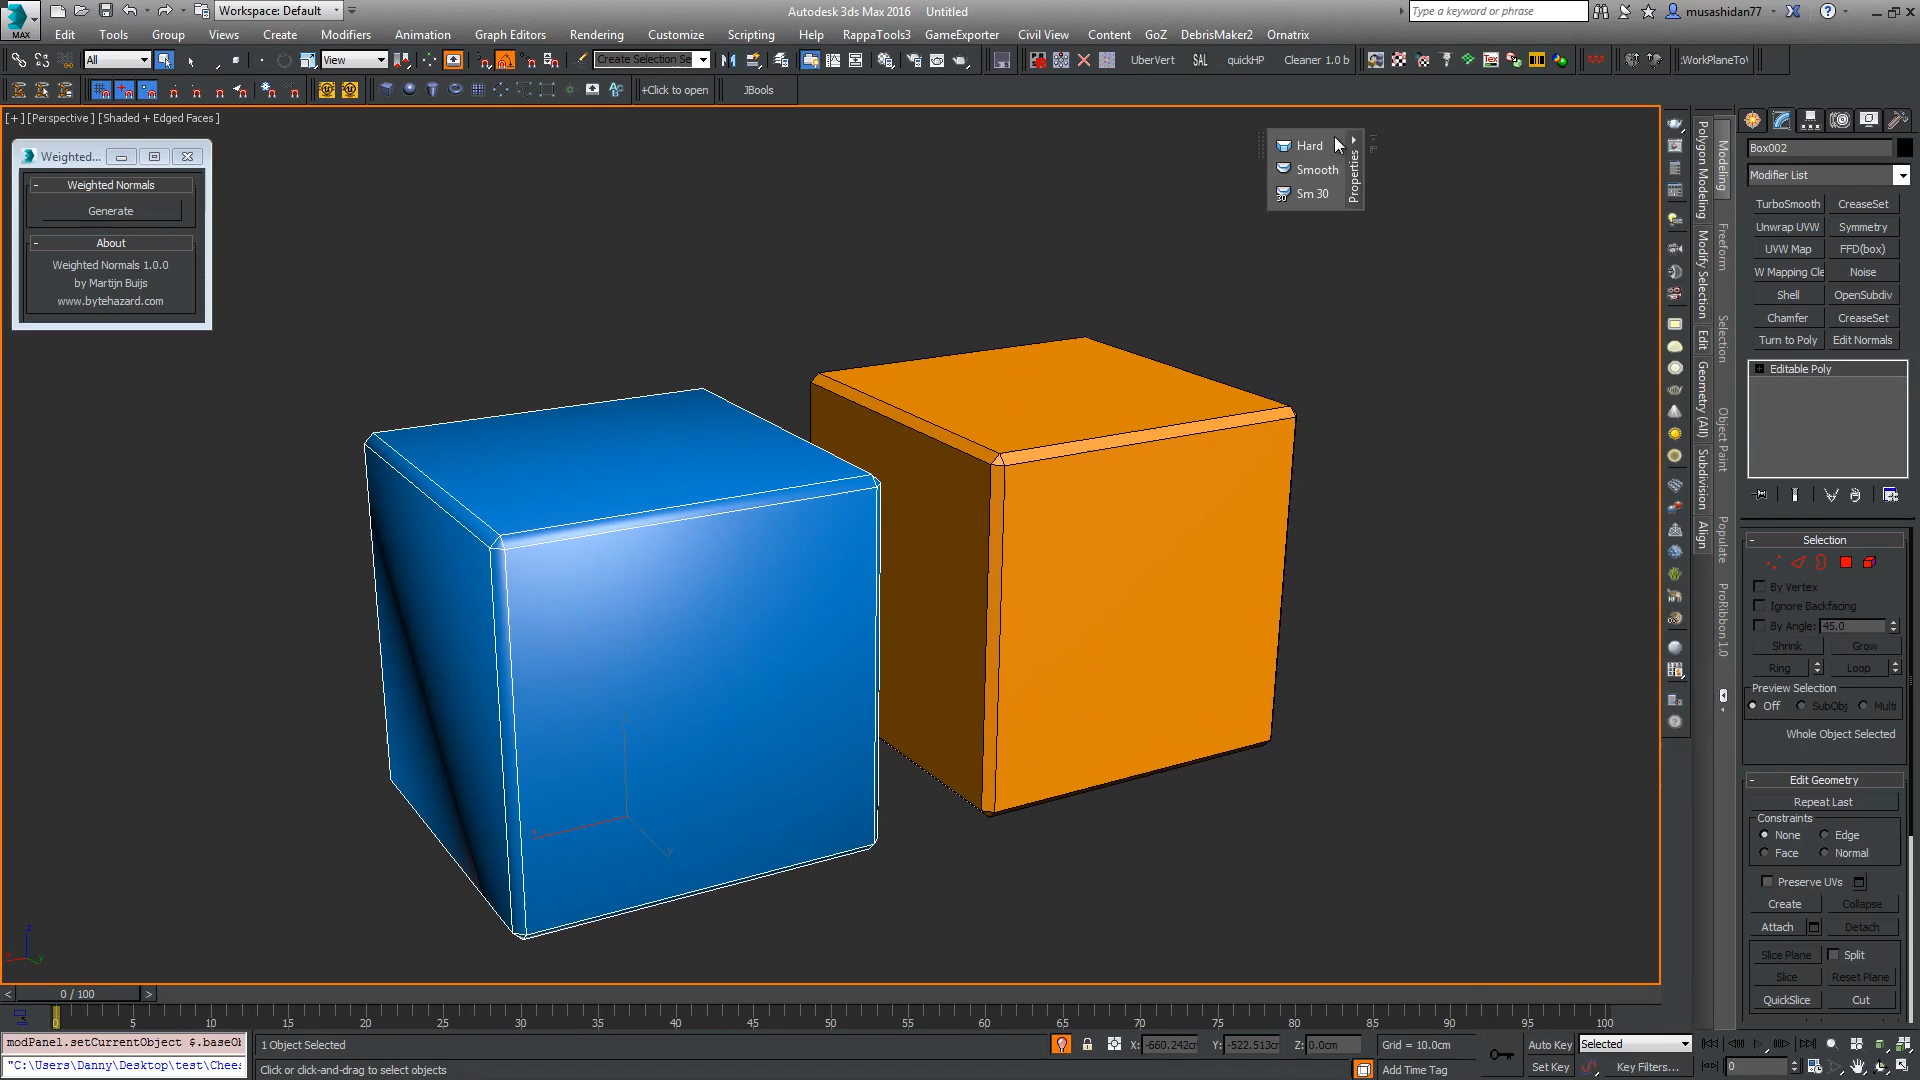 Workspace: Default
Autodesk 3ds Max 2016 Untitled
Type a keyword or phrase
musashidan77
MAX
Edit Tools Group Views Create Modifiers Animation Graph Editors Rendering Customize Scripting Help RappaTools3 GameExporter Civil View Content GoZ DebrisMaker2 Ornatrix
All
View
Create Selection Se
UberVert SAL quickHP Cleaner 1.0 b
Tex
:WorkPlaneTo
+Click to open
JBools
[+] [Perspective] [Shaded + Edged Faces]
Weighted...
Weighted Normals
Generate
About
Weighted Normals 1.0.0
by Martijn Buijs
www.bytehazard.com
Hard
Smooth
30
Sm 30
Properties
Polygon Modeling
Modify Selection
Edit
Geometry (All)
Subdivision
Align
Modeling
Freeform
Selection
Object Paint
Populate
ProRibbon 1.0
Box002
Modifier List
TurboSmooth CreaseSet
Unwrap UVW Symmetry
UVW Map FFD(box)
W Mapping Cle Noise
Shell OpenSubdiv
Chamfer CreaseSet
Turn to Poly Edit Normals
Editable Poly
Selection
By Vertex
Ignore Backfacing
By Angle: 45.0
Shrink Grow
Ring Loop
Preview Selection
Off SubObj Multi
Whole Object Selected
Edit Geometry
Repeat Last
Constraints
None Edge
Face Normal
Preserve UVs
Create Collapse
Attach Detach
Slice Plane Split
Slice Reset Plane
QuickSlice Cut
x
y
z
x
y
< 0 / 100 >
0 5 10 15 20 25 30 35 40 45 50 55 60 65 70 75 80 85 90 95 100
modPanel.setCurrentObject $.baseOb
"C:\Users\Danny\Desktop\test\Chee
1 Object Selected
Click or click-and-drag to select objects
X: -660.242cm Y: -522.513cm Z: 0.0cm
Grid = 10.0cm
Add Time Tag
Auto Key Selected
Set Key Key Filters...
0